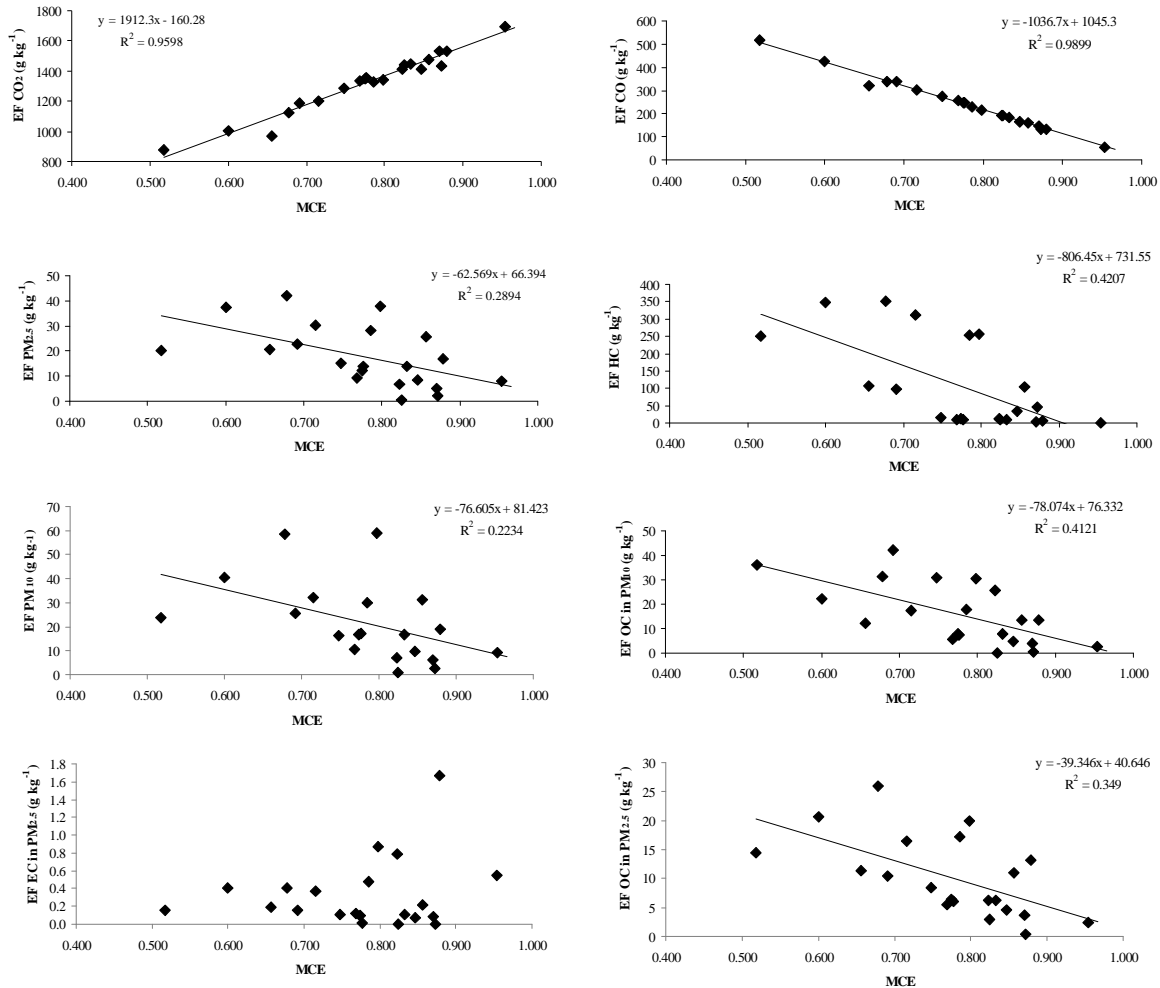 y = 1912.3x - 160.28
R2 = 0.9598
EF CO2 (g kg-1)
1800
1600
1400
1200
1000
800
0.400 0.500 0.600 0.700 0.800 0.900 1.000
MCE
y = -1036.7x + 1045.3
R2 = 0.9899
EF CO (g kg-1)
600
500
400
300
200
100
0
0.400 0.500 0.600 0.700 0.800 0.900 1.000
MCE
y = -62.569x + 66.394
R2 = 0.2894
EF PM2.5 (g kg-1)
50
40
30
20
10
0
0.400 0.500 0.600 0.700 0.800 0.900 1.000
MCE
y = -806.45x + 731.55
R2 = 0.4207
EF HC (g kg-1)
400
350
300
250
200
150
100
50
0
0.400 0.500 0.600 0.700 0.800 0.900 1.000
MCE
y = -76.605x + 81.423
R2 = 0.2234
EF PM10 (g kg-1)
70
60
50
40
30
20
10
0
0.400 0.500 0.600 0.700 0.800 0.900 1.000
MCE
y = -78.074x + 76.332
R2 = 0.4121
EF OC in PM10 (g kg-1)
50
40
30
20
10
0
0.400 0.500 0.600 0.700 0.800 0.900 1.000
MCE
EF EC in PM2.5 (g kg-1)
1.8
1.6
1.4
1.2
1.0
0.8
0.6
0.4
0.2
0.0
0.400 0.500 0.600 0.700 0.800 0.900 1.000
MCE
y = -39.346x + 40.646
R2 = 0.349
EF OC in PM2.5 (g kg-1)
30
25
20
15
10
5
0
0.400 0.500 0.600 0.700 0.800 0.900 1.000
MCE